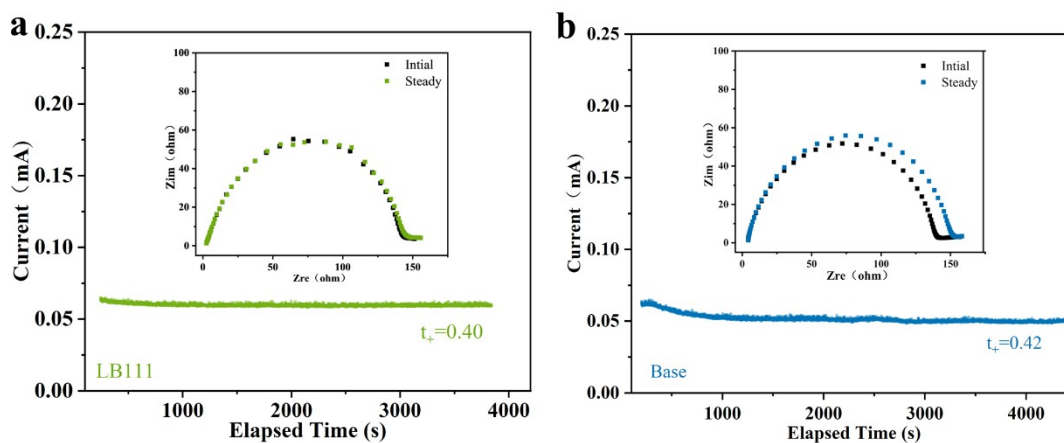 a
0.25
0.20
0.15
0.10
0.05
0.00
Current (mA)
1000
2000
3000
4000
Elapsed Time (s)
LB111
t+=0.40
100
80
60
40
20
0
Zim (ohm)
0
50
100
150
Zre (ohm)
Intial
Steady
b
0.25
0.20
0.15
0.10
0.05
0.00
Current (mA)
1000
2000
3000
4000
Elapsed Time (s)
Base
t+=0.42
100
80
60
40
20
0
Zim (ohm)
0
50
100
150
Zre (ohm)
Intial
Steady